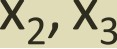 x₂, x₃